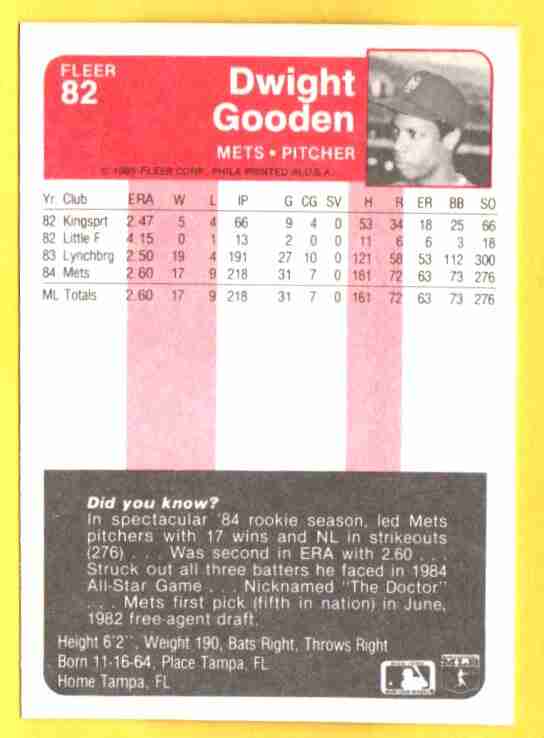 FLEER
82
Dwight
Gooden
METS • PITCHER
© 1985 FLEER CORP., PHILA PRINTED IN U.S.A.
Yr. Club ERA W L IP G CG SV H R ER BB SO
82 Kingsprt 2.47 5 4 66 9 4 0 53 34 18 25 66
82 Little F 4.15 0 1 13 2 0 0 11 6 6 3 18
83 Lynchbrg 2.50 19 4 191 27 10 0 121 58 53 112 300
84 Mets 2.60 17 9 218 31 7 0 161 72 63 73 276
ML Totals 2.60 17 9 218 31 7 0 161 72 63 73 276
Did you know?
In spectacular '84 rookie season, led Mets
pitchers with 17 wins and NL in strikeouts
(276) . . . Was second in ERA with 2.60 . . .
Struck out all three batters he faced in 1984
All-Star Game . . . Nicknamed "The Doctor"
. . . Mets first pick (fifth in nation) in June,
1982 free-agent draft.
Height 6'2", Weight 190, Bats Right, Throws Right
Born 11-16-64, Place Tampa, FL
Home Tampa, FL